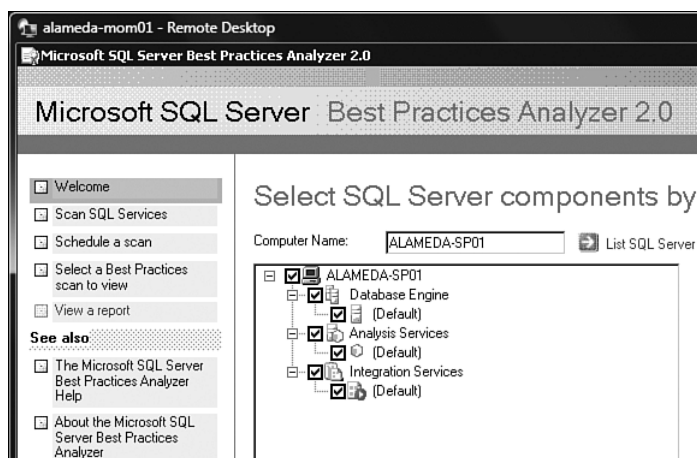 alameda-mom01 - Remote Desktop
Microsoft SQL Server Best Practices Analyzer 2.0
Microsoft SQL Server Best Practices Analyzer 2.0
Welcome
Scan SQL Services
Schedule a scan
Select a Best Practices
scan to view
View a report
See also
The Microsoft SQL Server
Best Practices Analyzer
Help
About the Microsoft SQL
Server Best Practices
Analyzer
Select SQL Server components by
Computer Name: ALAMEDA-SP01 List SQL Server
ALAMEDA-SP01
Database Engine
(Default)
Analysis Services
(Default)
Integration Services
(Default)